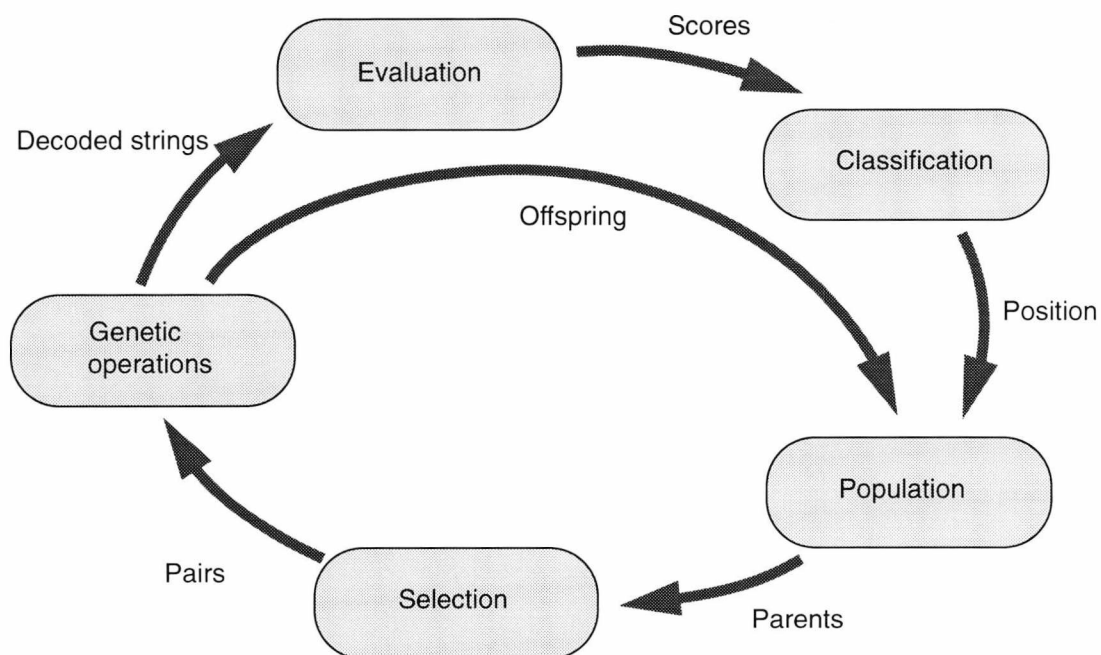 Scores
Evaluation
Decoded strings
Classification
Offspring
Position
Genetic
operations
Population
Pairs
Selection
Parents